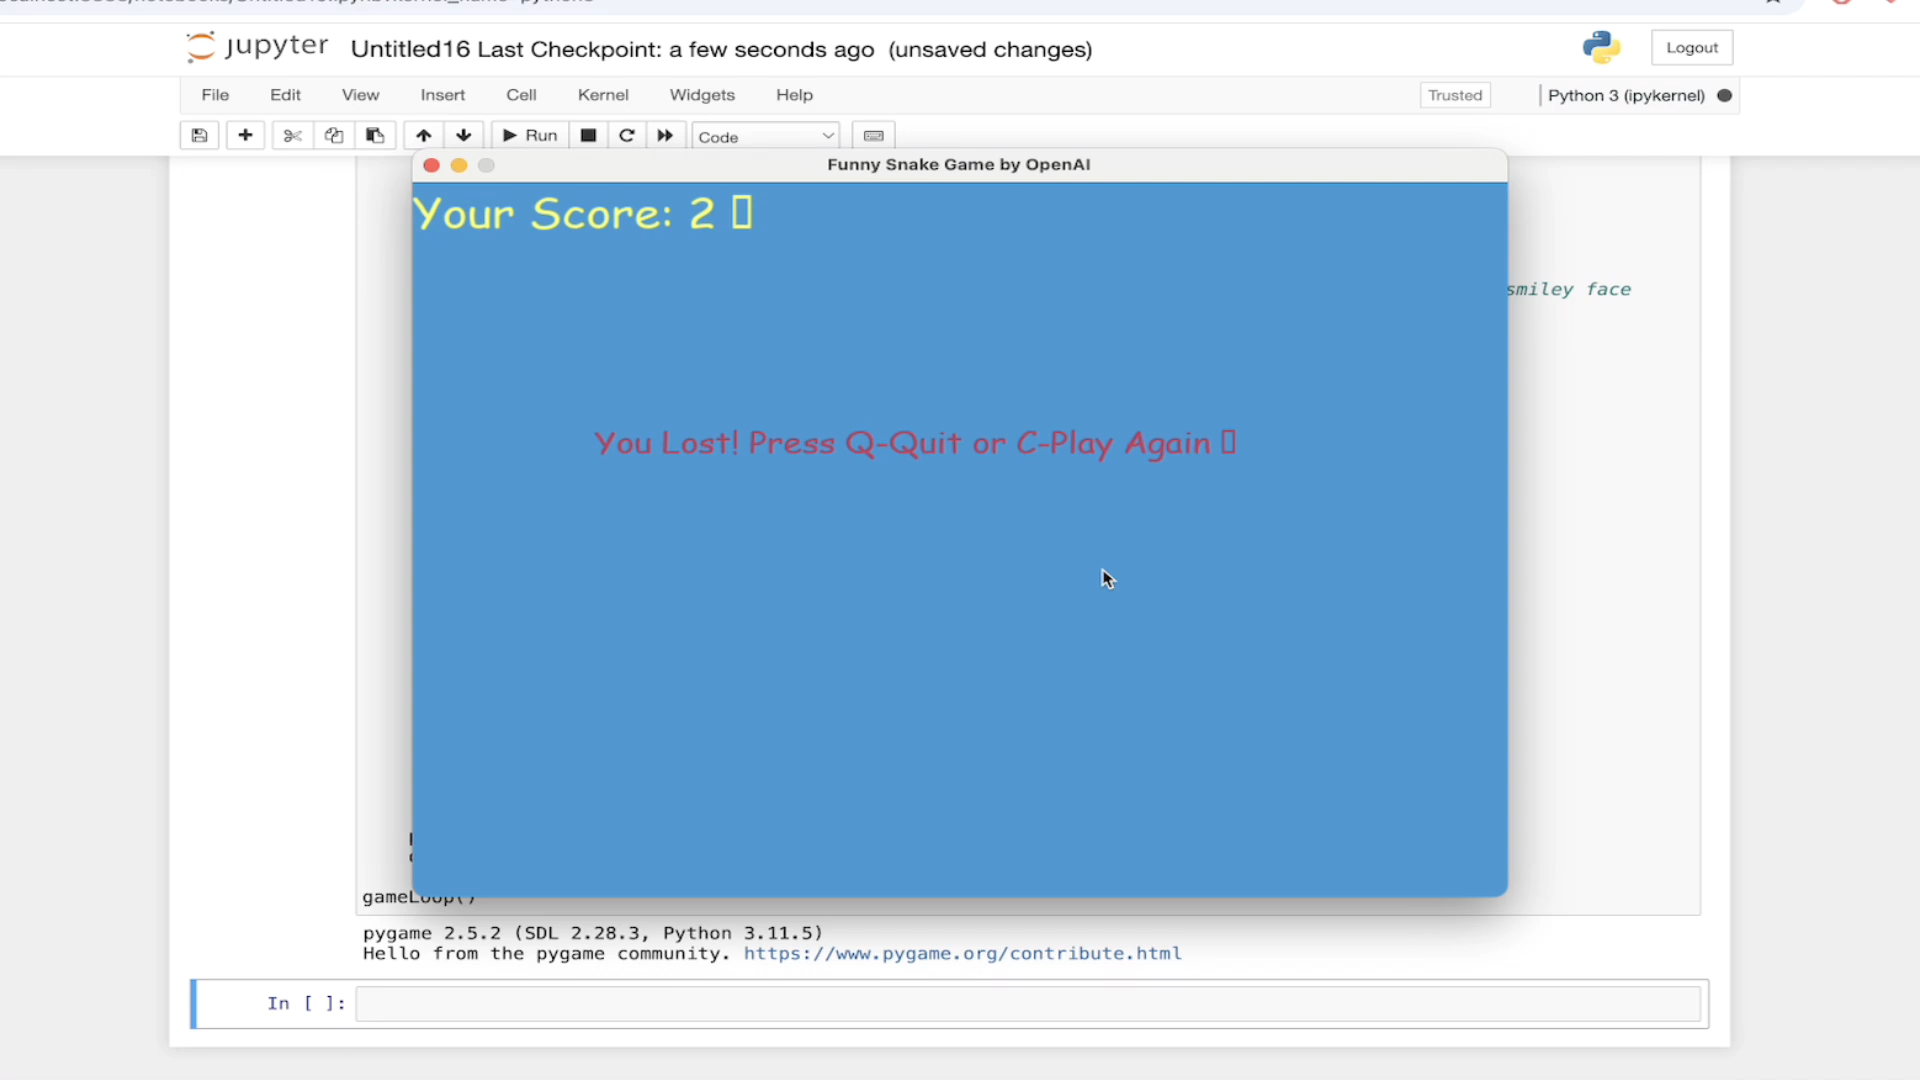 jupyter Untitled16 Last Checkpoint: a few seconds ago (unsaved changes)
Logout
File Edit View Insert Cell Kernel Widgets Help
Trusted
Python 3 (ipykernel)
Run
Code
Funny Snake Game by OpenAI
Your Score: 2
smiley face
You Lost! Press Q-Quit or C-Play Again
gameLoop()
pygame 2.5.2 (SDL 2.28.3, Python 3.11.5)
Hello from the pygame community. https://www.pygame.org/contribute.html
In [ ]: